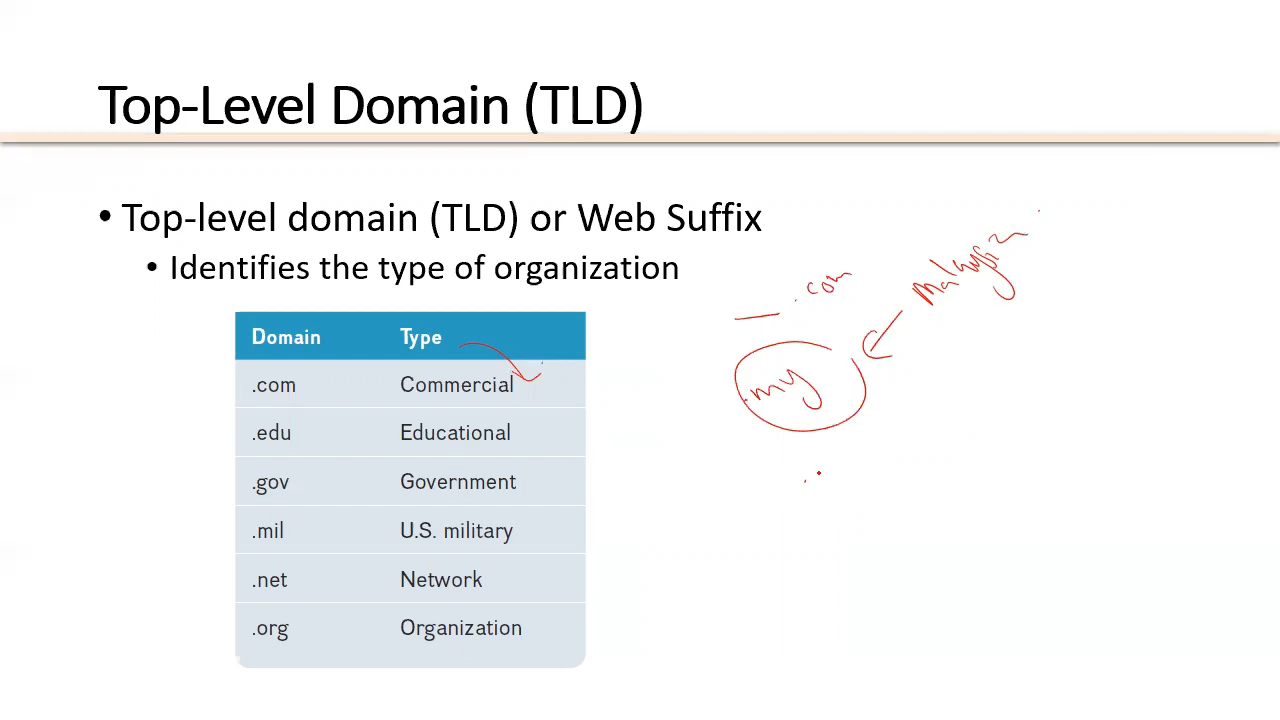 Top-Level Domain (TLD)
• Top-level domain (TLD) or Web Suffix
• Identifies the type of organization
Domain Type
.com Commercial
.edu Educational
.gov Government
.mil U.S. military
.net Network
.org Organization
.com
.my
Malaysia